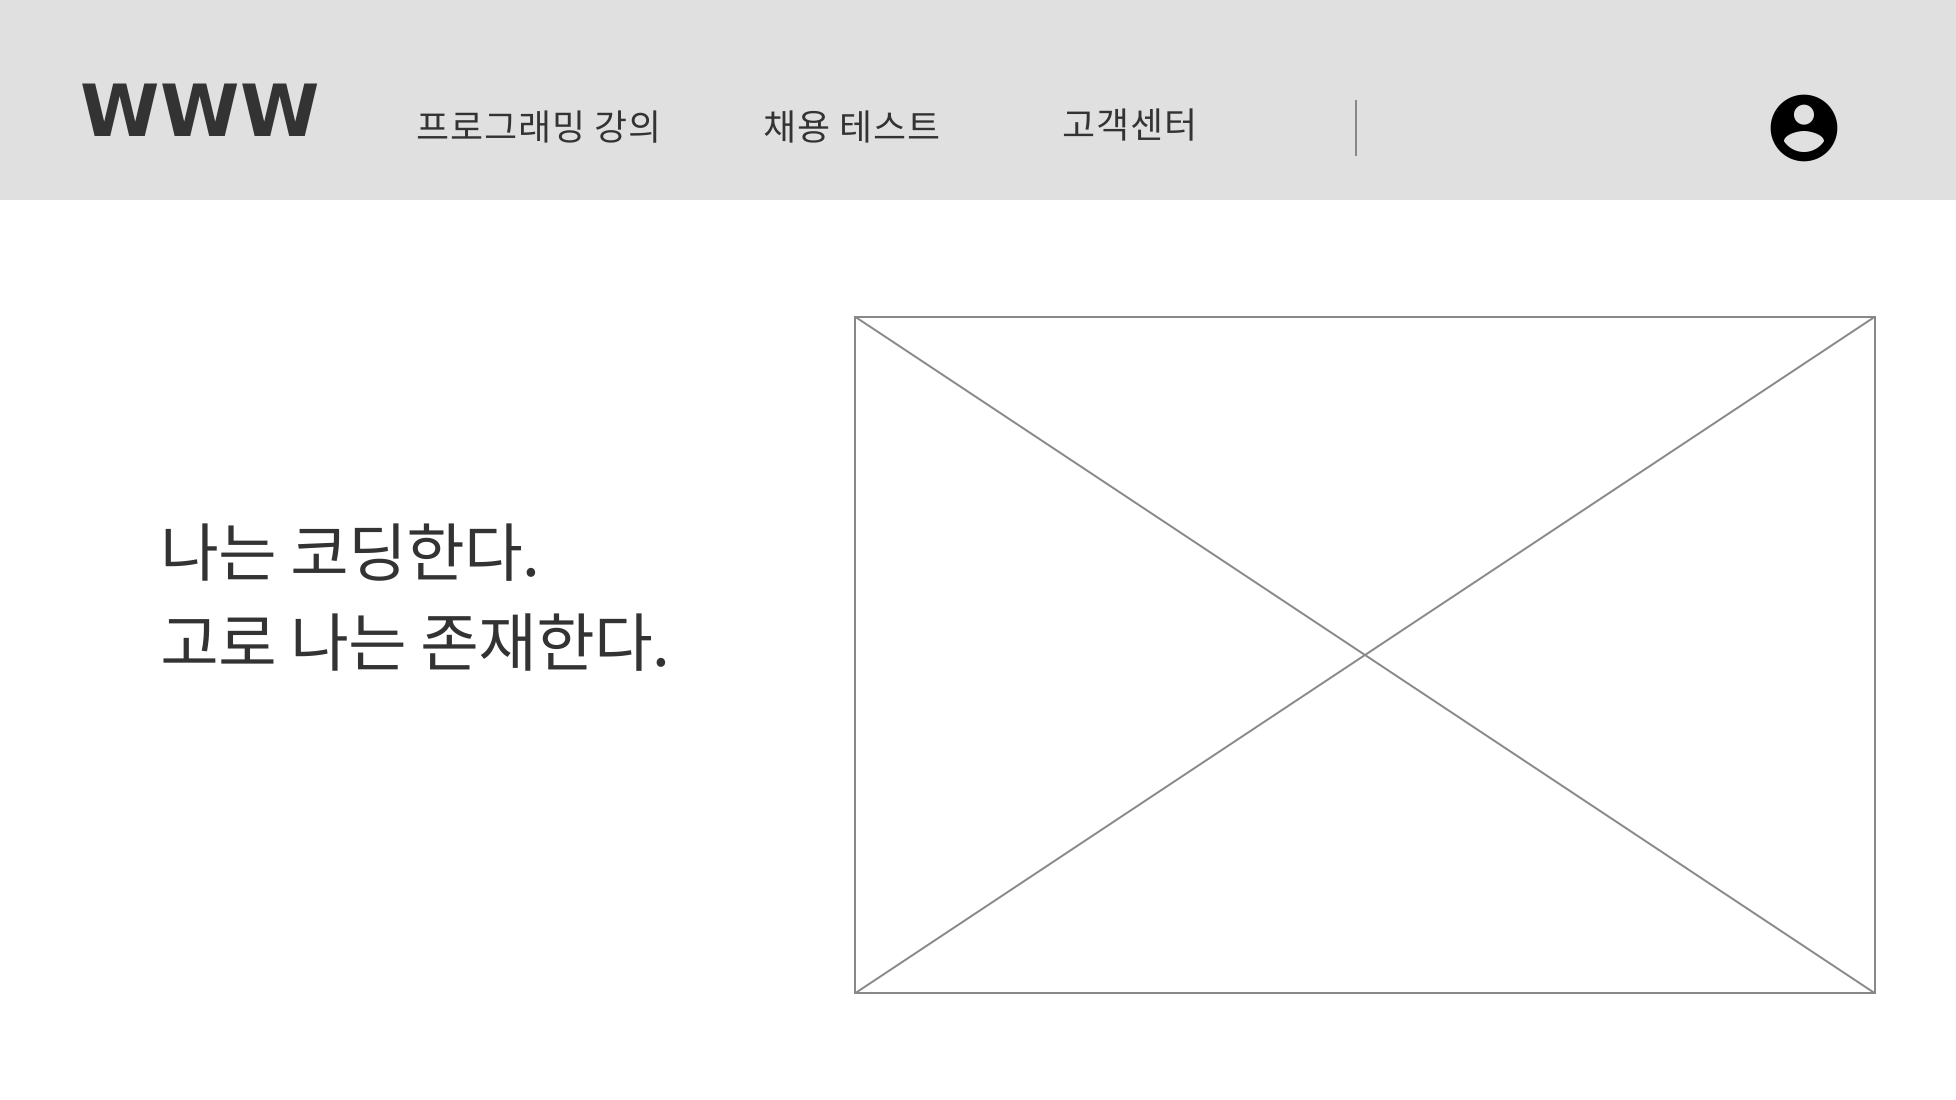 WWW
프로그래밍 강의
채용 테스트
고객센터
나는 코딩한다.
고로 나는 존재한다.